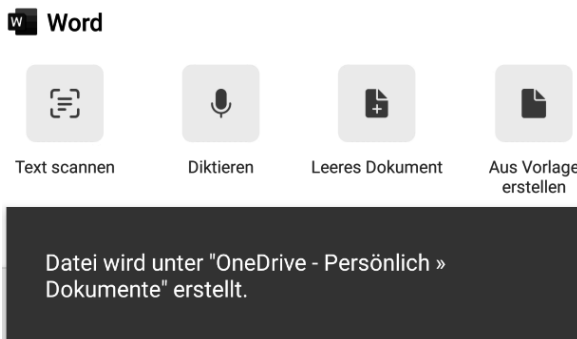 W Word
Text scannen
Diktieren
Leeres Dokument
Aus Vorlage
erstellen
Datei wird unter "OneDrive - Persönlich »
Dokumente" erstellt.